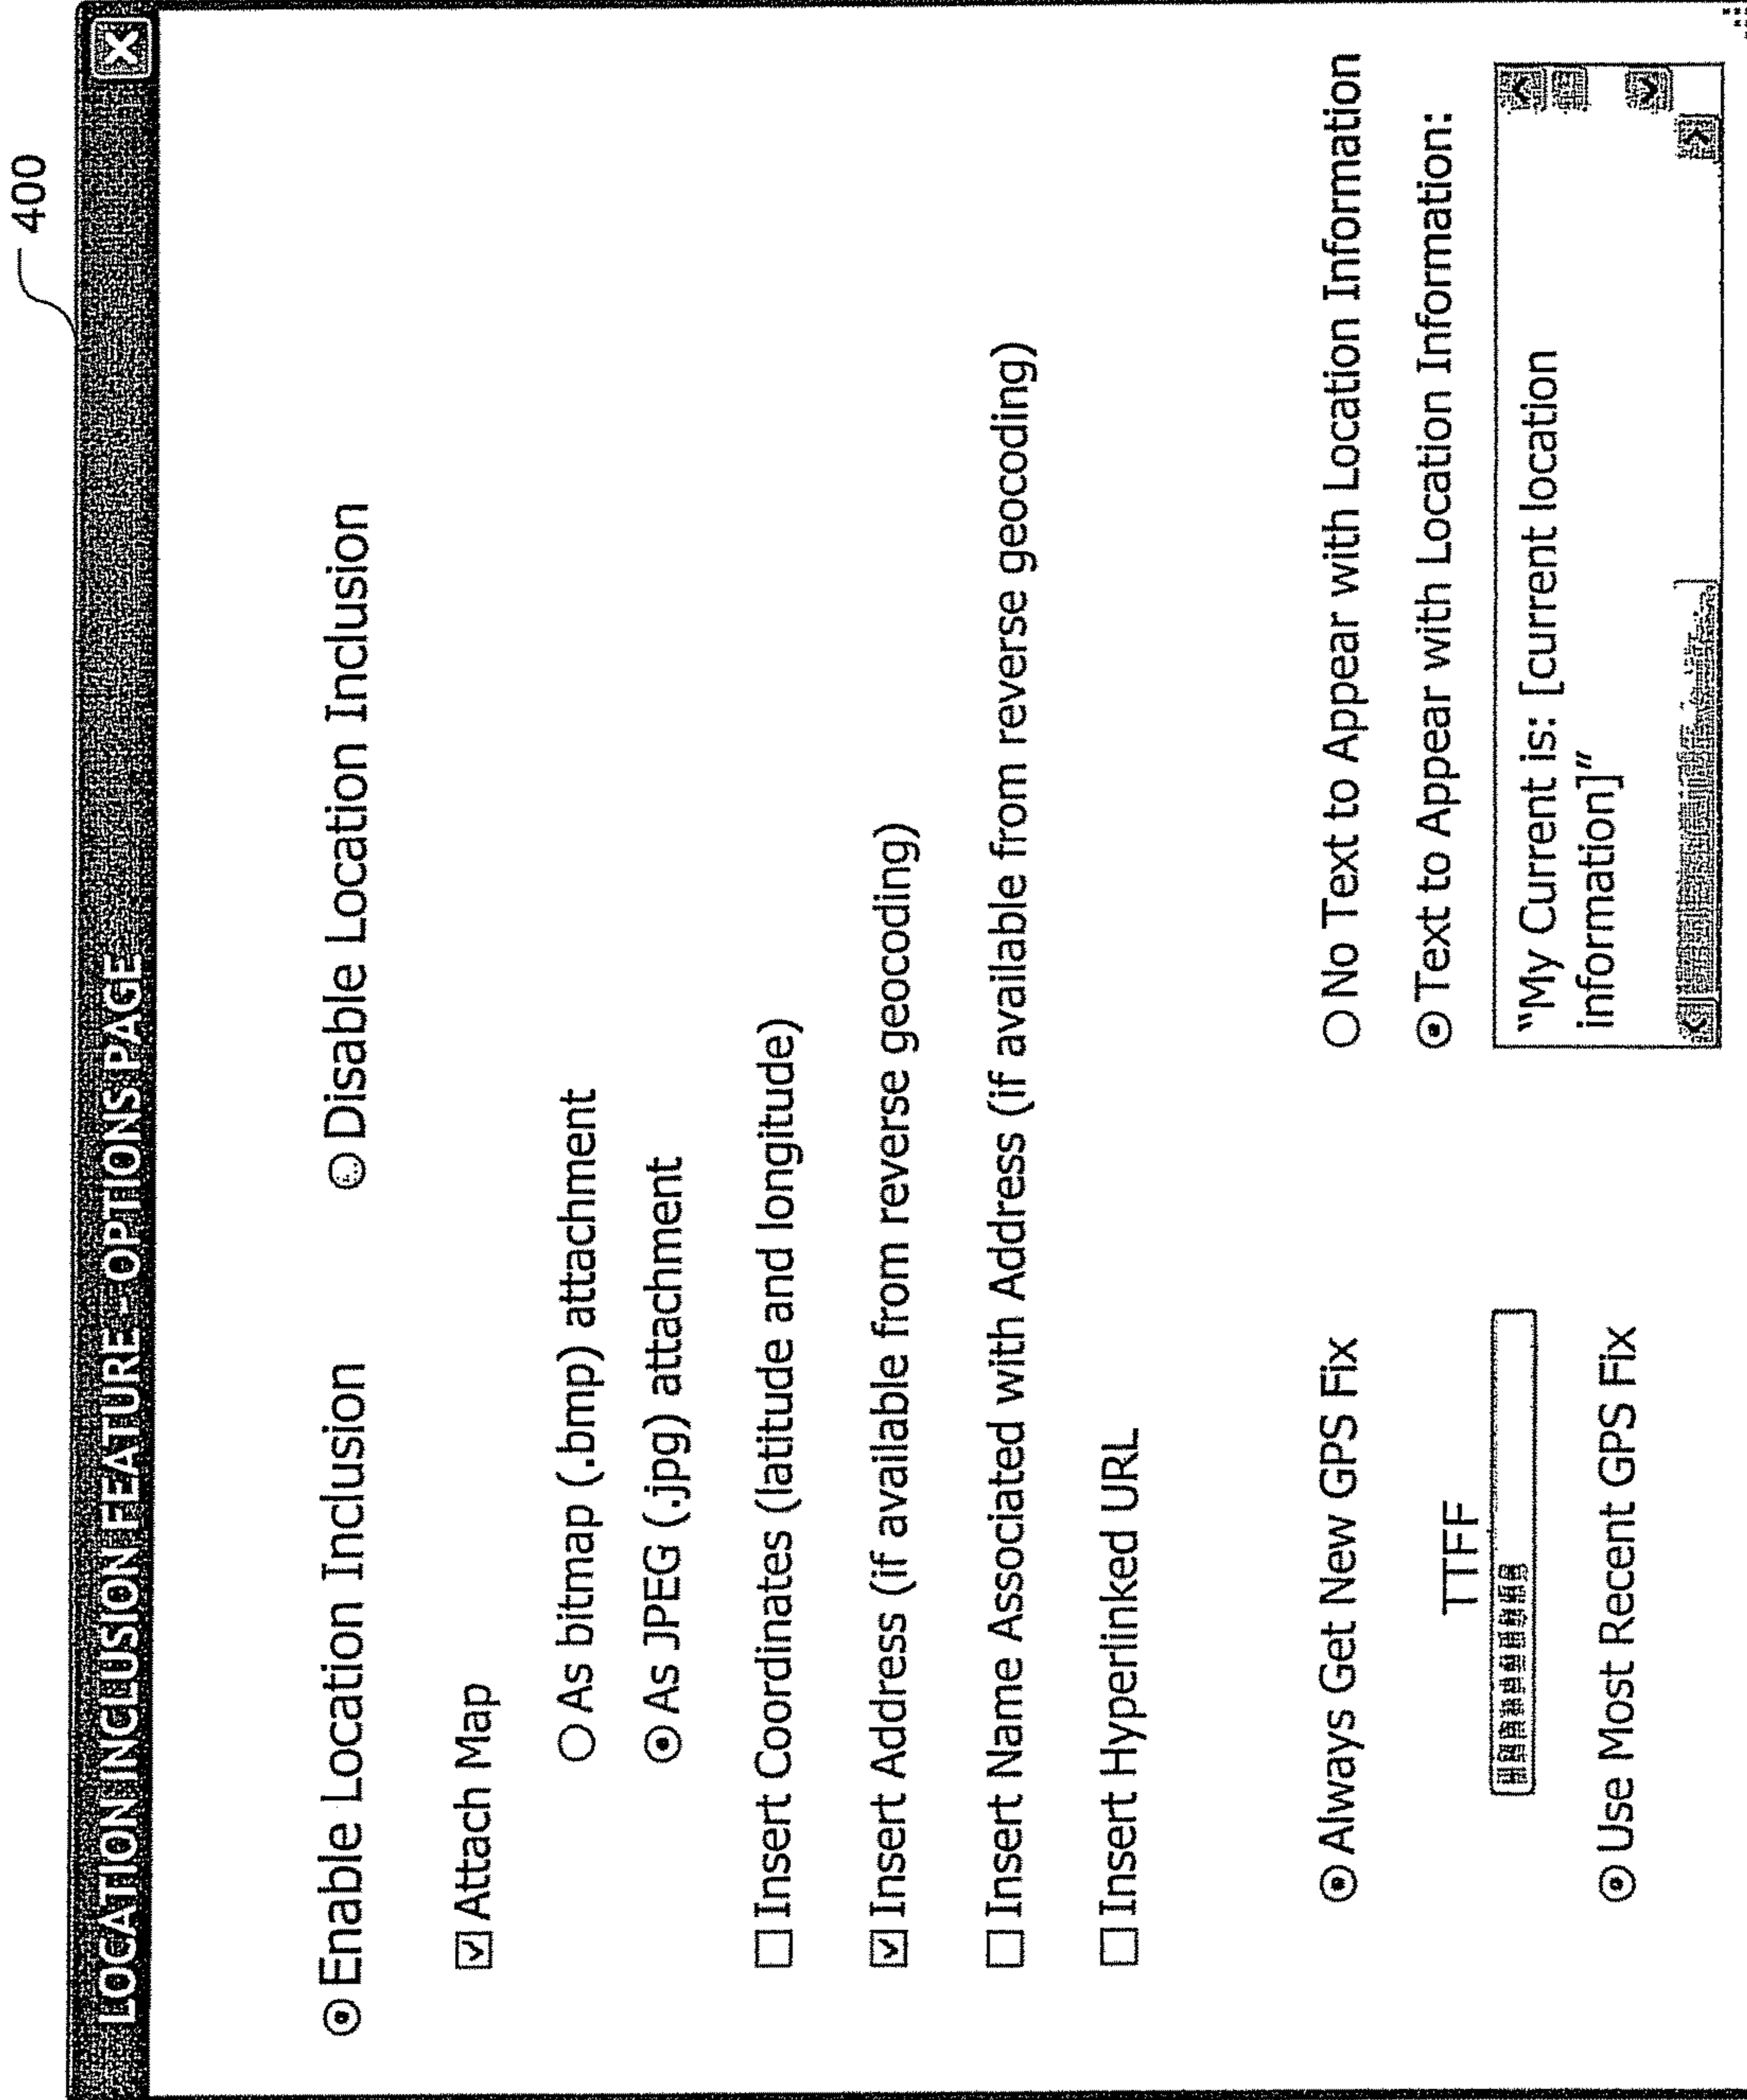 400
LOCATION INCLUSION FEATURE - OPTIONS PAGE
Enable Location Inclusion
Disable Location Inclusion
Attach Map
As bitmap (.bmp) attachment
As JPEG (.jpg) attachment
Insert Coordinates (latitude and longitude)
Insert Address (if available from reverse geocoding)
Insert Name Associated with Address (if available from reverse geocoding)
Insert Hyperlinked URL
Always Get New GPS Fix
TTFF
Use Most Recent GPS Fix
No Text to Appear with Location Information
Text to Appear with Location Information:
“My Current is: [current location
information]”